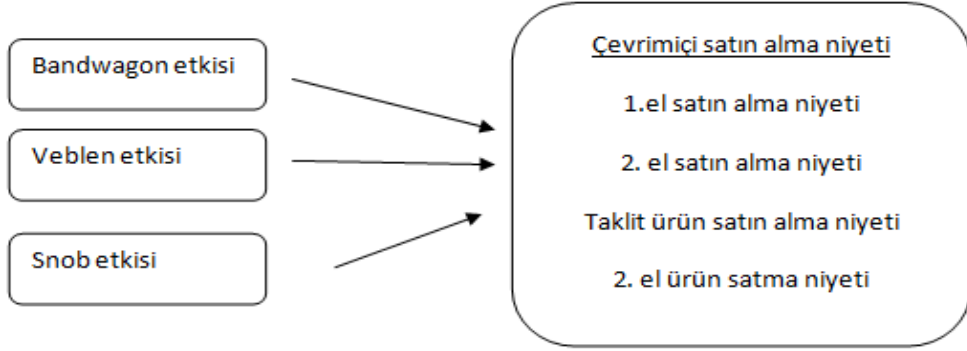 Bandwagon etkisi
Veblen etkisi
Snob etkisi
Çevrimiçi satın alma niyeti
1.el satın alma niyeti
2. el satın alma niyeti
Taklit ürün satın alma niyeti
2. el ürün satma niyeti